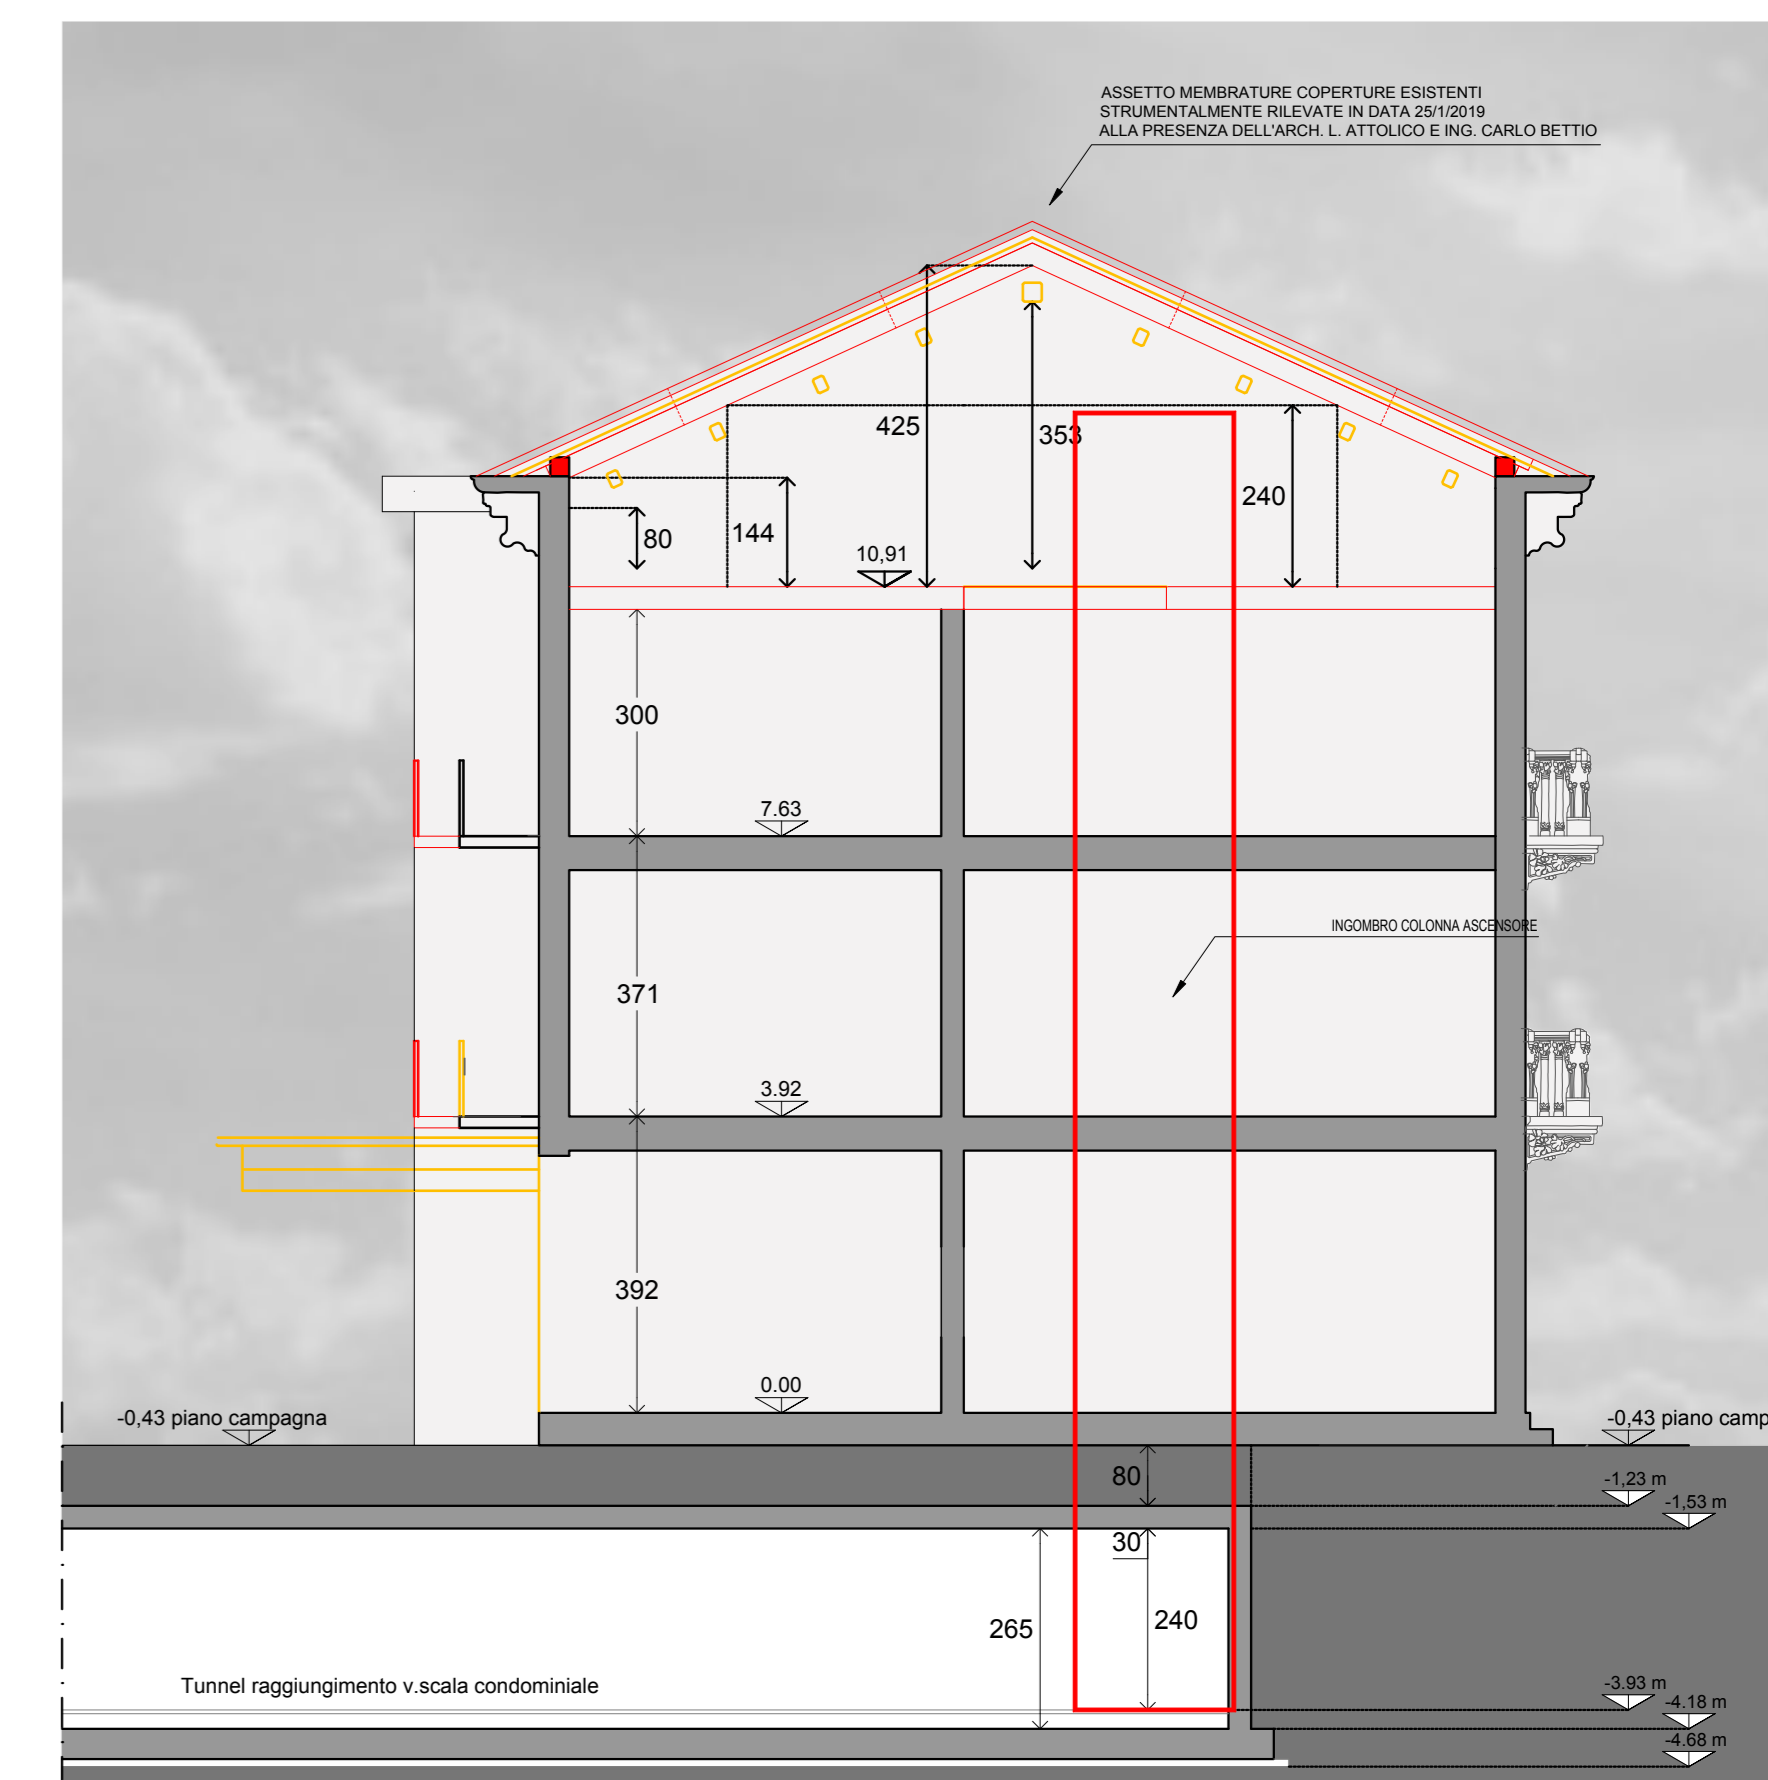 ASSETTO MEMBRATURE COPERTURE ESISTENTI
STRUMENTALMENTE RILEVATE IN DATA 25/1/2019
ALLA PRESENZA DELL'ARCH. L. ATTOLICO E ING. CARLO BETTIO
425
353
240
144
80
10,91
300
7.63
INGOMBRO COLONNA ASCENSORE
371
3.92
392
0.00
-0,43 piano campagna
-0,43 piano camp
80
-1,23 m
-1,53 m
30
265
240
Tunnel raggiungimento v.scala condominiale
-3.93 m
-4.18 m
-4.68 m